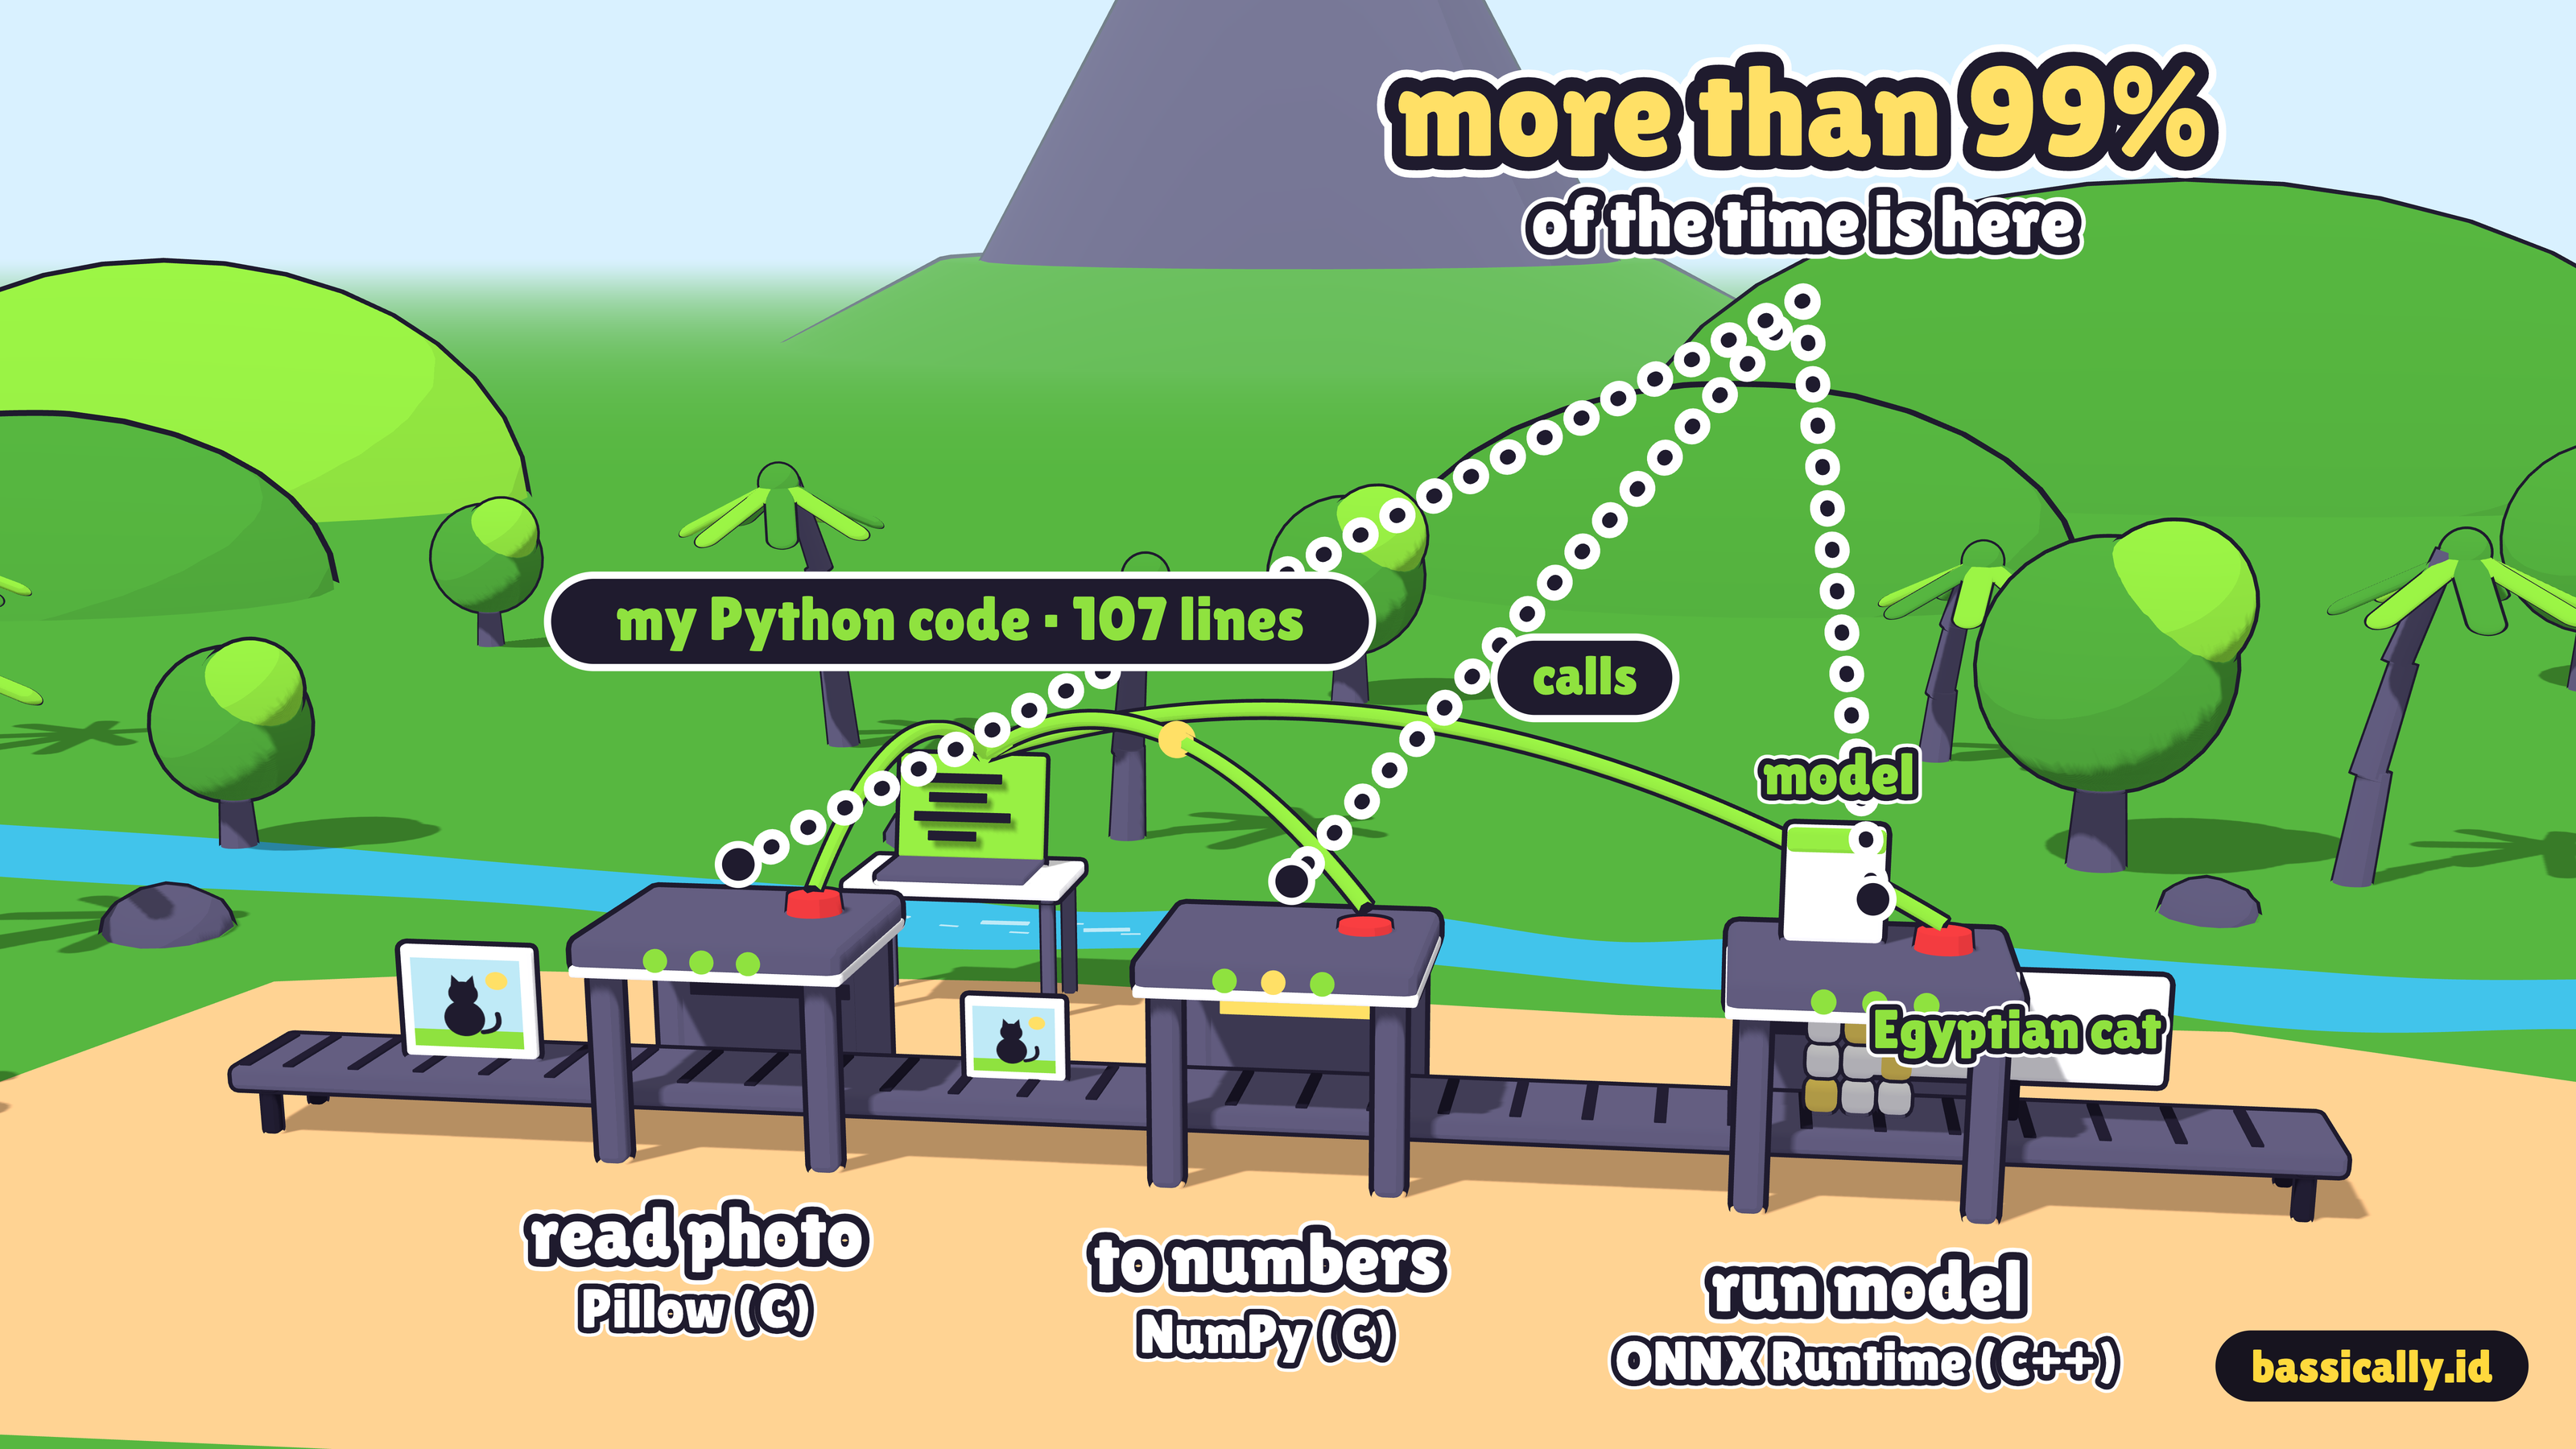 more than 99%
of the time is here
my Python code · 107 lines
calls
model
Egyptian cat
read photo
Pillow (C)
to numbers
NumPy (C)
run model
ONNX Runtime (C++)
bassically.id